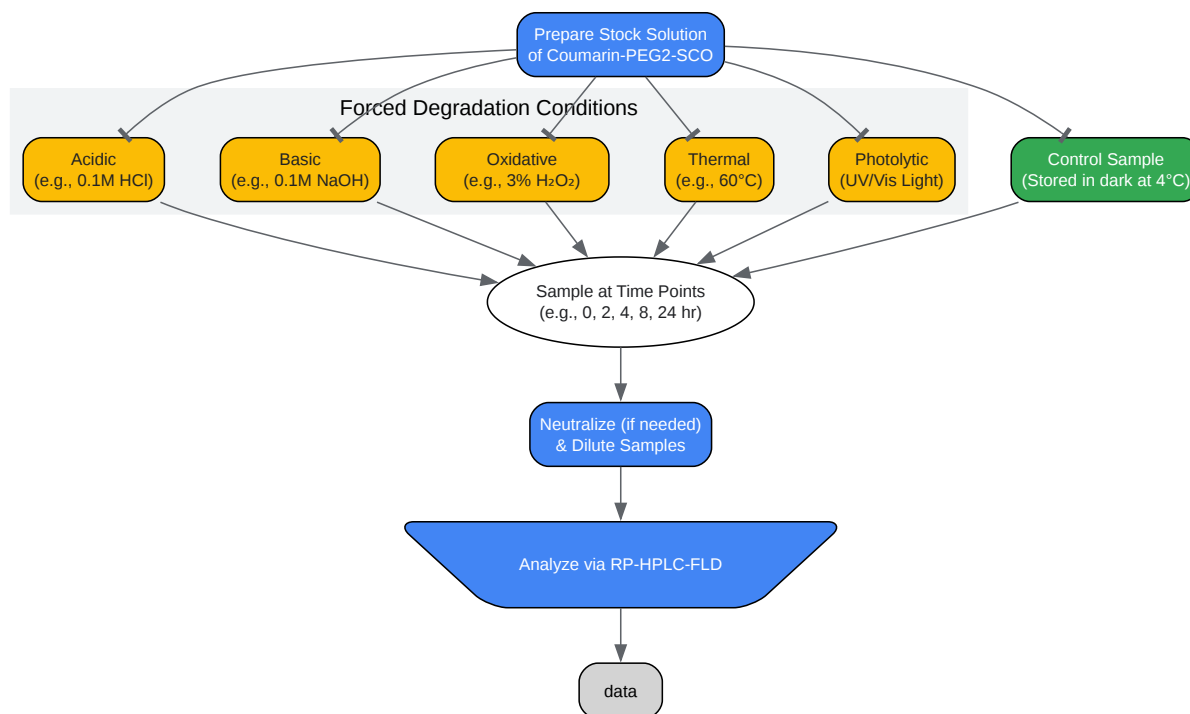 Prepare Stock Solution
of Coumarin-PEG2-SCO
Forced Degradation Conditions
Acidic
(e.g., 0.1M HCl)
Basic
(e.g., 0.1M NaOH)
Oxidative
(e.g., 3% H₂O₂)
Thermal
(e.g., 60°C)
Photolytic
(UV/Vis Light)
Control Sample
(Stored in dark at 4°C)
Sample at Time Points
(e.g., 0, 2, 4, 8, 24 hr)
Neutralize (if needed)
& Dilute Samples
Analyze via RP-HPLC-FLD
data